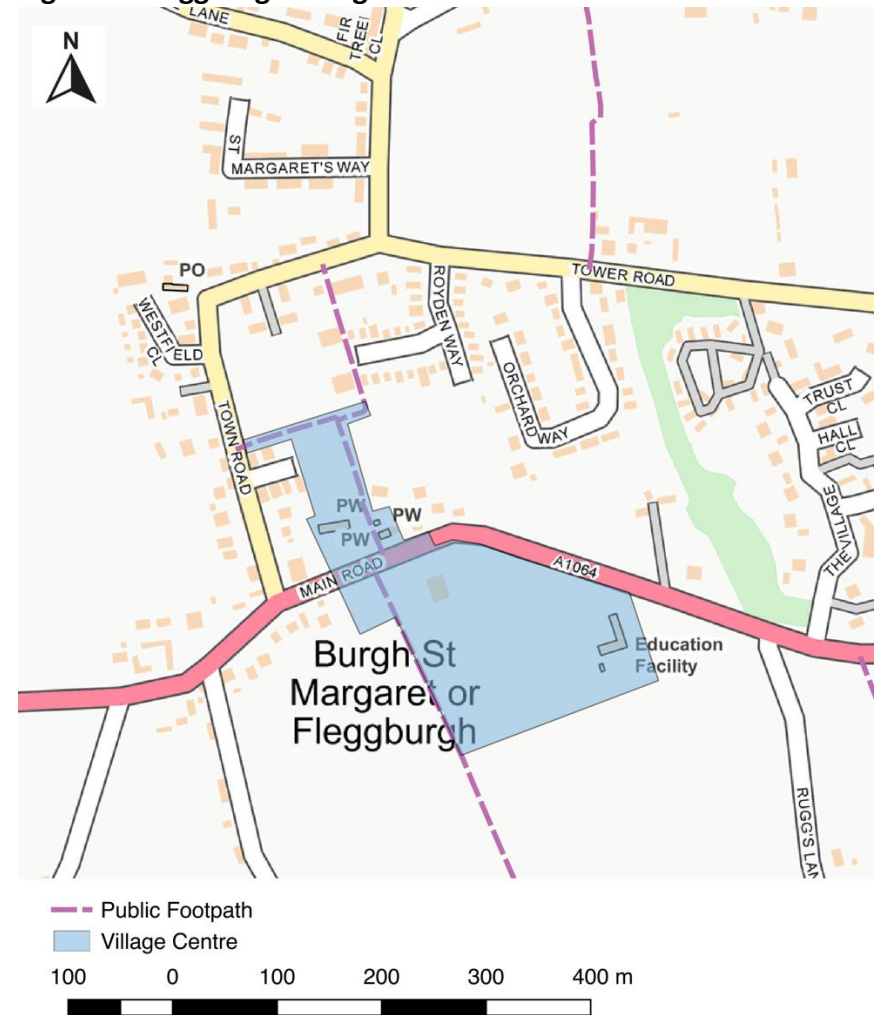 N
LANE
FIR
TREE
CL
ST
MARGARET'S WAY
PO
TOWER ROAD
WESTFI
ELD
CL
ROYDEN WAY
ORCHARD WAY
TOWN ROAD
TRUST
CL
HALL
CL
THE VILLAGE
PW
PW
PW
MAIN ROAD
A1064
Education
Facility
Burgh St
Margaret or
Fleggburgh
RUGG'S LAN
Public Footpath
Village Centre
100 0 100 200 300 400 m